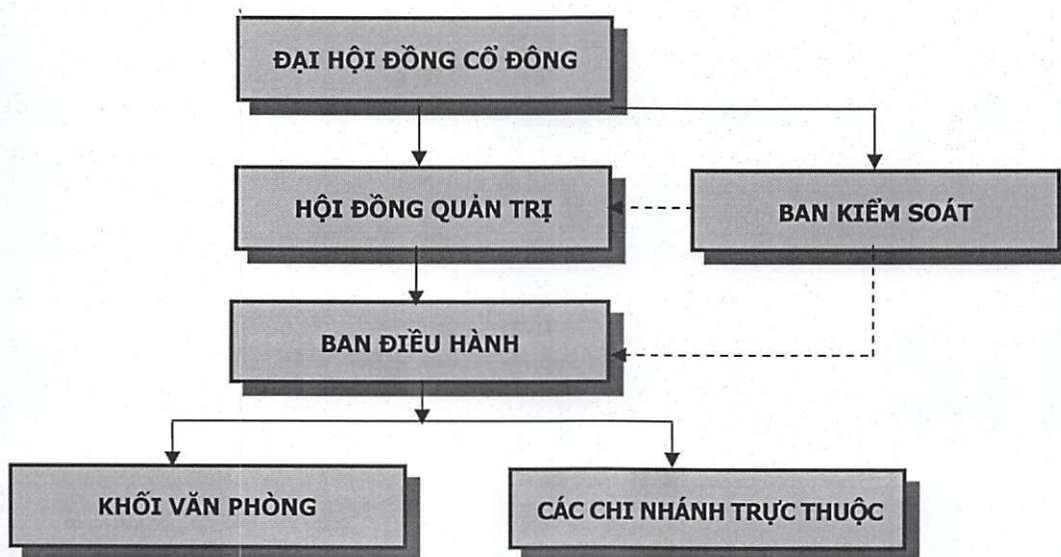 ĐẠI HỘI ĐỒNG CỔ ĐÔNG
HỘI ĐỒNG QUẢN TRỊ
BAN KIỂM SOÁT
BAN ĐIỀU HÀNH
KHỐI VĂN PHÒNG
CÁC CHI NHÁNH TRỰC THUỘC